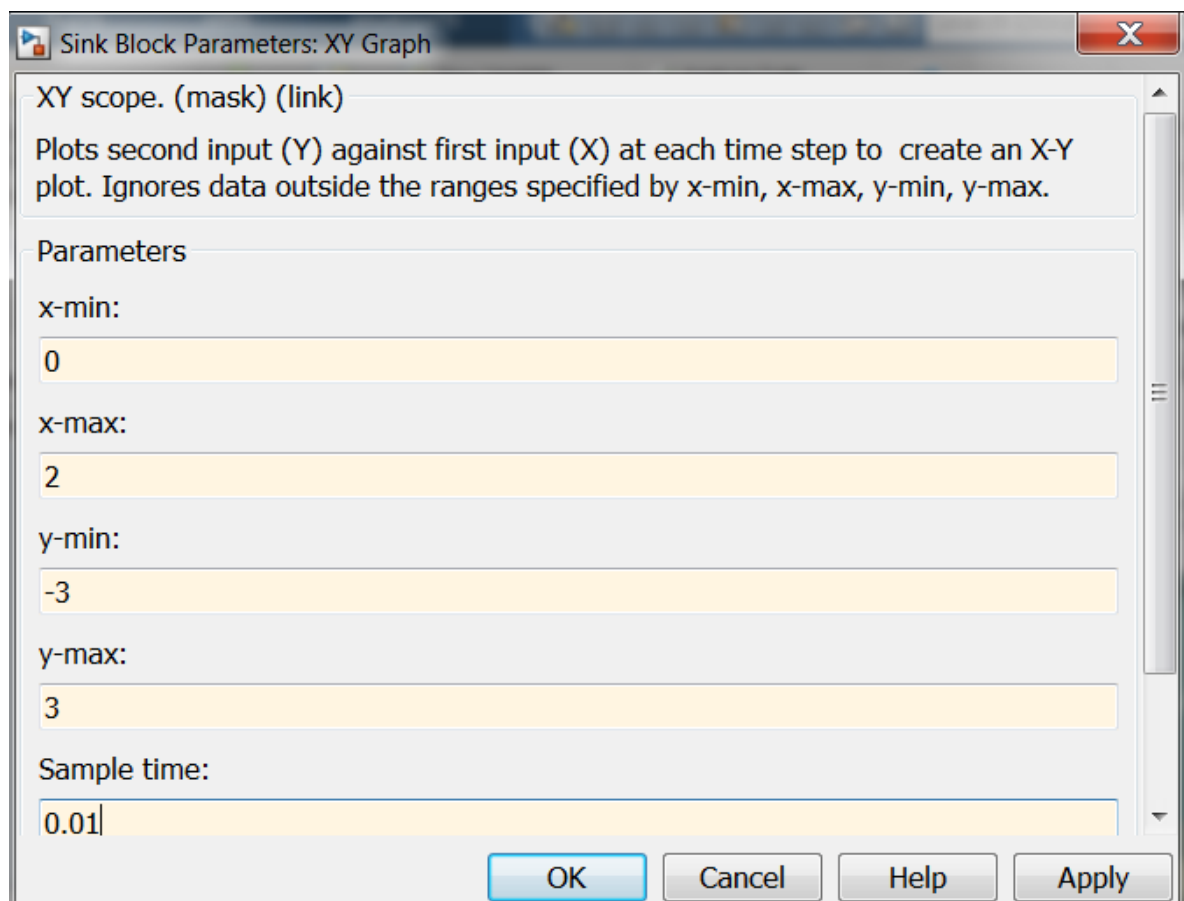 Sink Block Parameters: XY Graph
X
XY scope. (mask) (link)
Plots second input (Y) against first input (X) at each time step to  create an X-Y
plot. Ignores data outside the ranges specified by x-min, x-max, y-min, y-max.
Parameters
x-min:
0
x-max:
2
y-min:
-3
y-max:
3
Sample time:
0.01
OK Cancel Help Apply